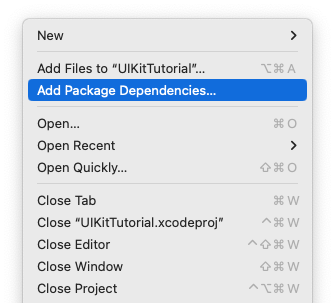 New
Add Files to “UIKitTutorial”... ⌥⌘A
Add Package Dependencies...
Open... ⌘O
Open Recent
Open Quickly... ⇧⌘O
Close Tab ⌘W
Close “UIKitTutorial.xcodeproj” ⌃⌘W
Close Editor ⌃⇧⌘W
Close Window ⇧⌘W
Close Project ⌃⌥⌘W